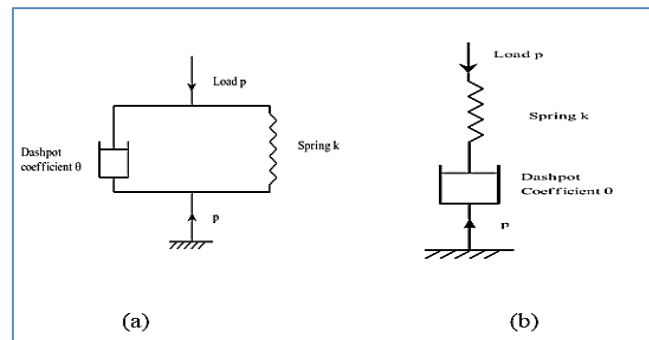 Load p
Dashpot
coefficient θ
Spring k
p
(a)
Load p
Spring k
Dashpot
Coefficient θ
p
(b)